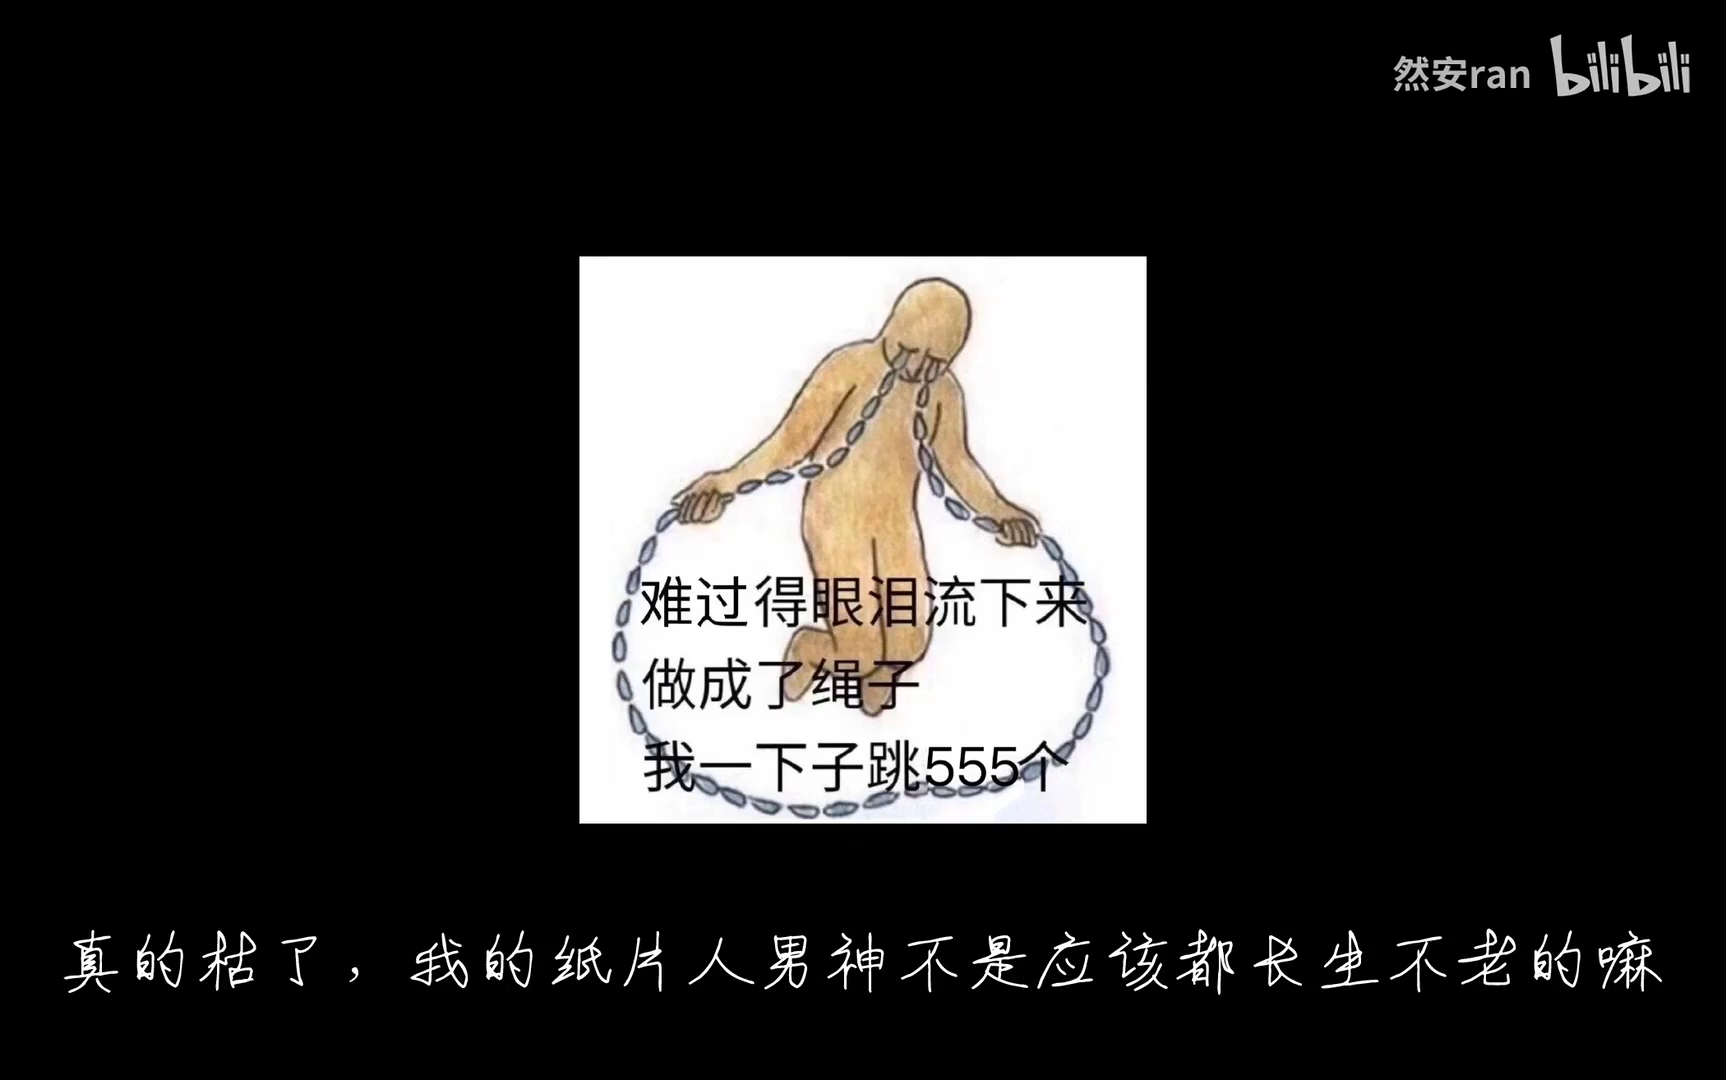 然安ran bilibili
难过得眼泪流下来
做成了绳子
我一下子跳555个
真的枯了，我的纸片人男神不是应该都长生不老的嘛